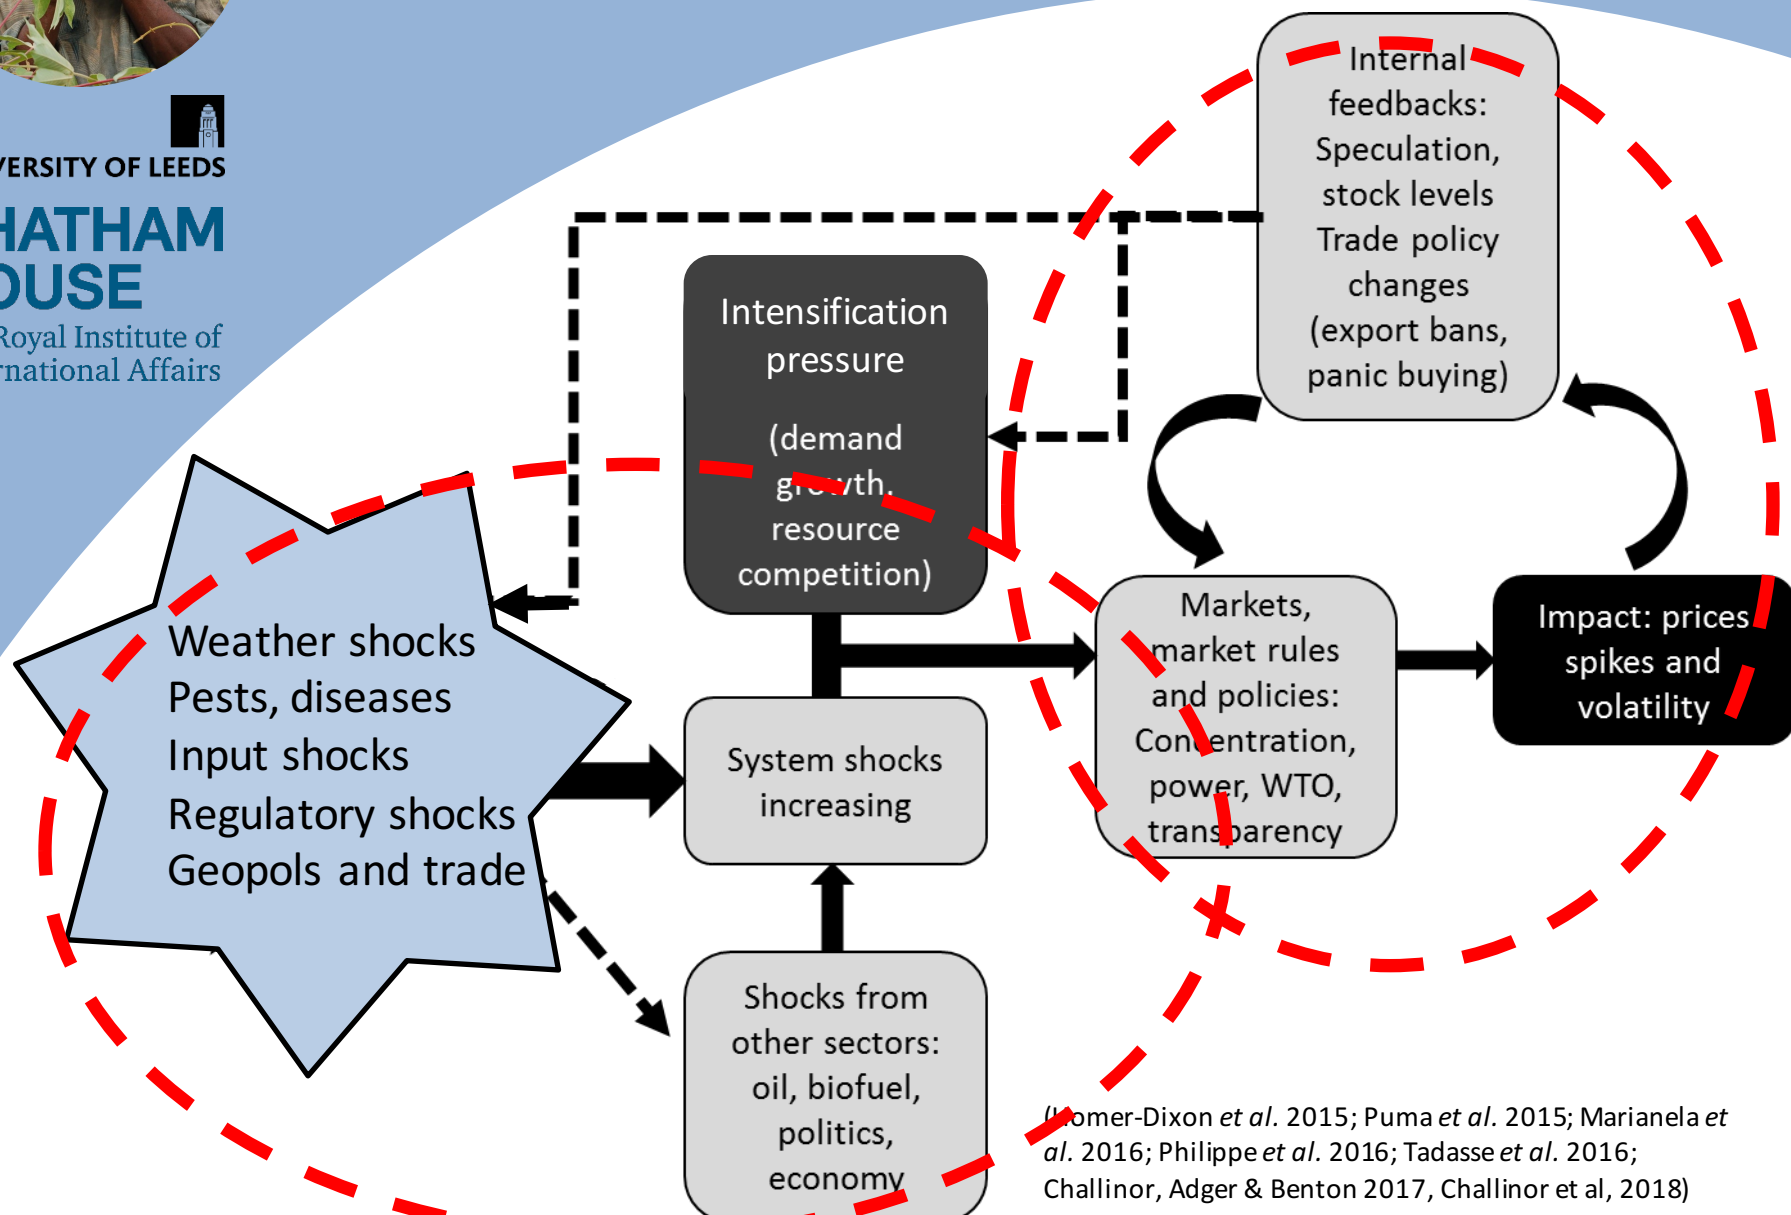 VERSITY OF LEEDS
HATHAM
OUSE
Royal Institute of
rnational Affairs
Internal
feedbacks:
Speculation,
stock levels
Trade policy
changes
(export bans,
panic buying)
Intensification
pressure
(demand
growth,
resource
competition)
Weather shocks
Pests, diseases
Input shocks
Regulatory shocks
Geopols and trade
System shocks
increasing
Markets,
market rules
and policies:
Concentration,
power, WTO,
transparency
Impact: prices
spikes and
volatility
Shocks from
other sectors:
oil, biofuel,
politics,
economy
(Homer-Dixon et al. 2015; Puma et al. 2015; Marianela et
al. 2016; Philippe et al. 2016; Tadasse et al. 2016;
Challinor, Adger & Benton 2017, Challinor et al, 2018)